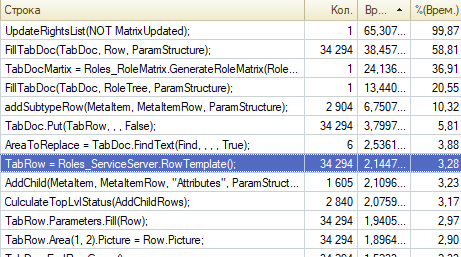 Строка Кол. Вр... %(Врем.)
UpdateRightsList(NOT MatrixUpdated); 1 65,307... 99,87
FillTabDoc(TabDoc, Row, ParamStructure); 34 294 38,457... 58,81
TabDocMartix = Roles_RoleMatrix.GenerateRoleMatrix(Role... 1 24,136... 36,91
FillTabDoc(TabDoc, RoleTree, ParamStructure); 1 13,440... 20,55
addSubtypeRow(MetaItem, MetaItemRow, ParamStructure); 2 904 6,7507... 10,32
TabDoc.Put(TabRow, , , False); 34 294 3,7997... 5,81
AreaToReplace = TabDoc.FindText(Find, , , , True); 6 2,5361... 3,88
TabRow = Roles_ServiceServer.RowTemplate(); 34 294 2,1447... 3,28
AddChild(MetaItem, MetaItemRow, "Attributes", ParamStruct... 1 605 2,1096... 3,23
CulculateTopLvlStatus(AddChildRows); 2 840 2,0759... 3,17
TabRow.Parameters.Fill(Row); 34 294 1,9405... 2,97
TabRow.Area(1, 2).Picture = Row.Picture; 34 294 1,8964... 2,90